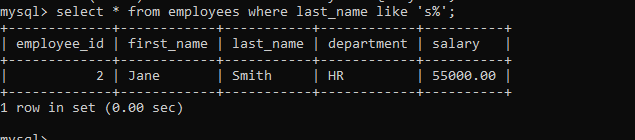 mysql> select * from employees where last_name like 's%';
+-------------+------------+-----------+------------+----------+
| employee_id | first_name | last_name | department | salary   |
+-------------+------------+-----------+------------+----------+
|           2 | Jane       | Smith     | HR         | 55000.00 |
+-------------+------------+-----------+------------+----------+
1 row in set (0.00 sec)
mysql>